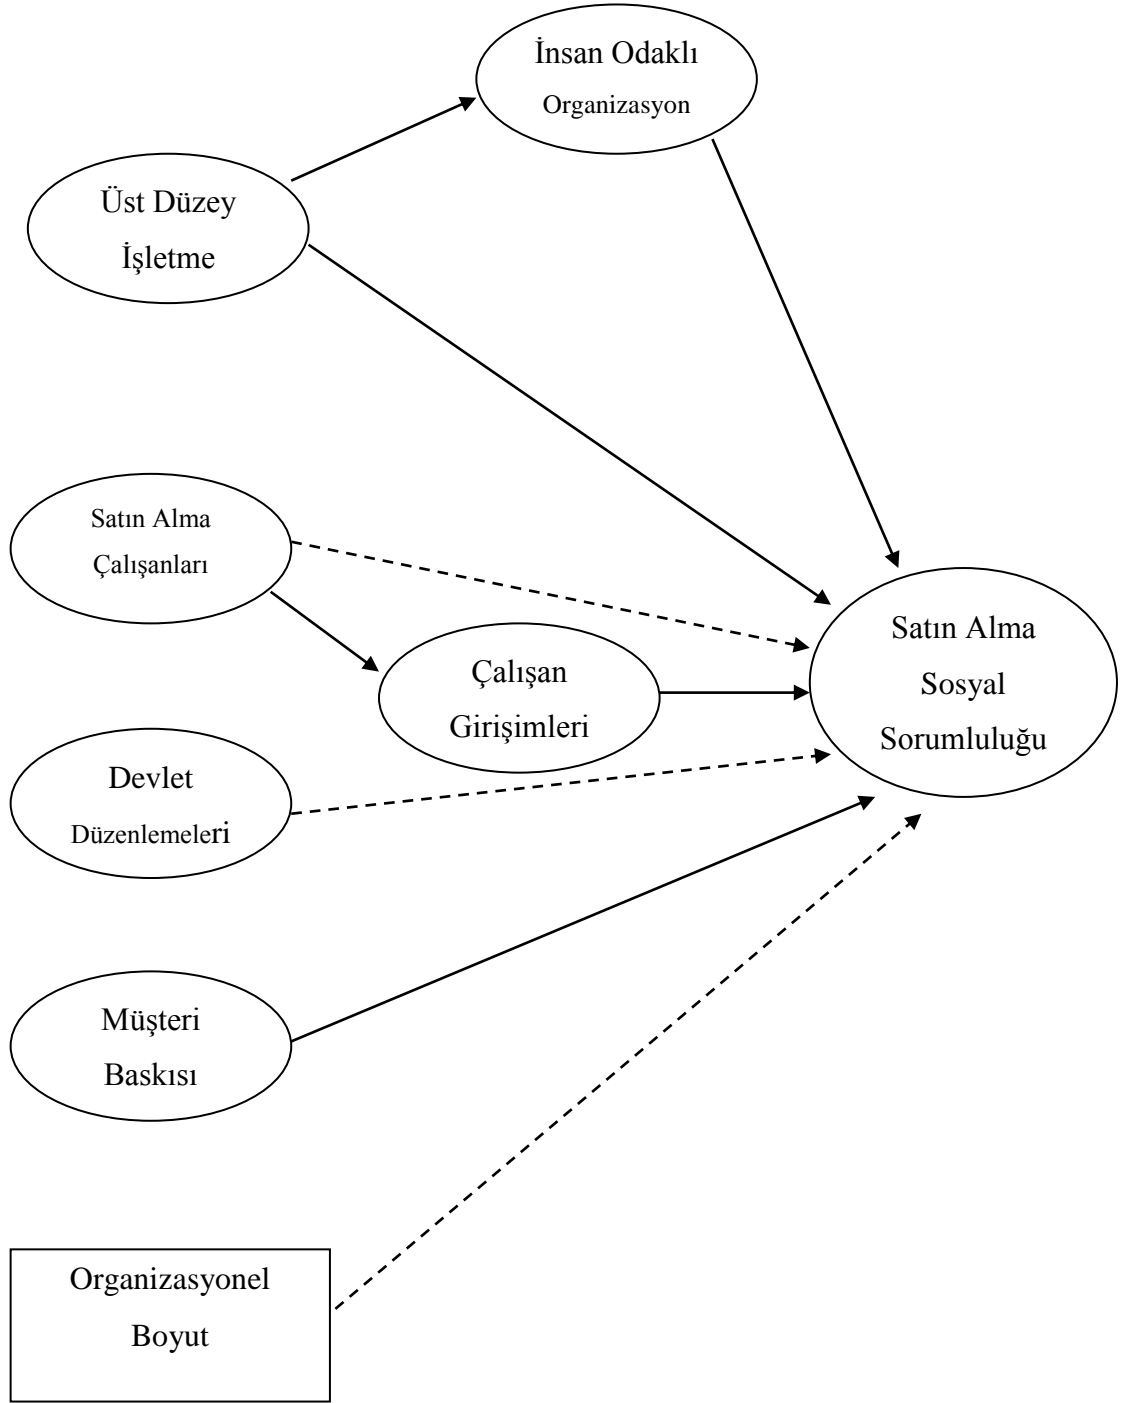 İnsan Odaklı
Organizasyon
Üst Düzey
İşletme
Satın Alma
Çalışanları
Çalışan
Girişimleri
Satın Alma
Sosyal
Sorumluluğu
Devlet
Düzenlemeleri
Müşteri
Baskısı
Organizasyonel
Boyut